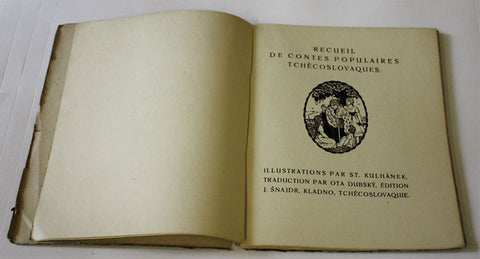 RECUEIL
DE CONTES POPULAIRES
TCHÉCOSLOVAQUES.
ILLUSTRATIONS PAR ST. KULHÁNEK.
TRADUCTION PAR OTA DUBSKÝ, ÉDITION
J. ŠNAJDR, KLADNO, TCHÉCOSLOVAQUIE.